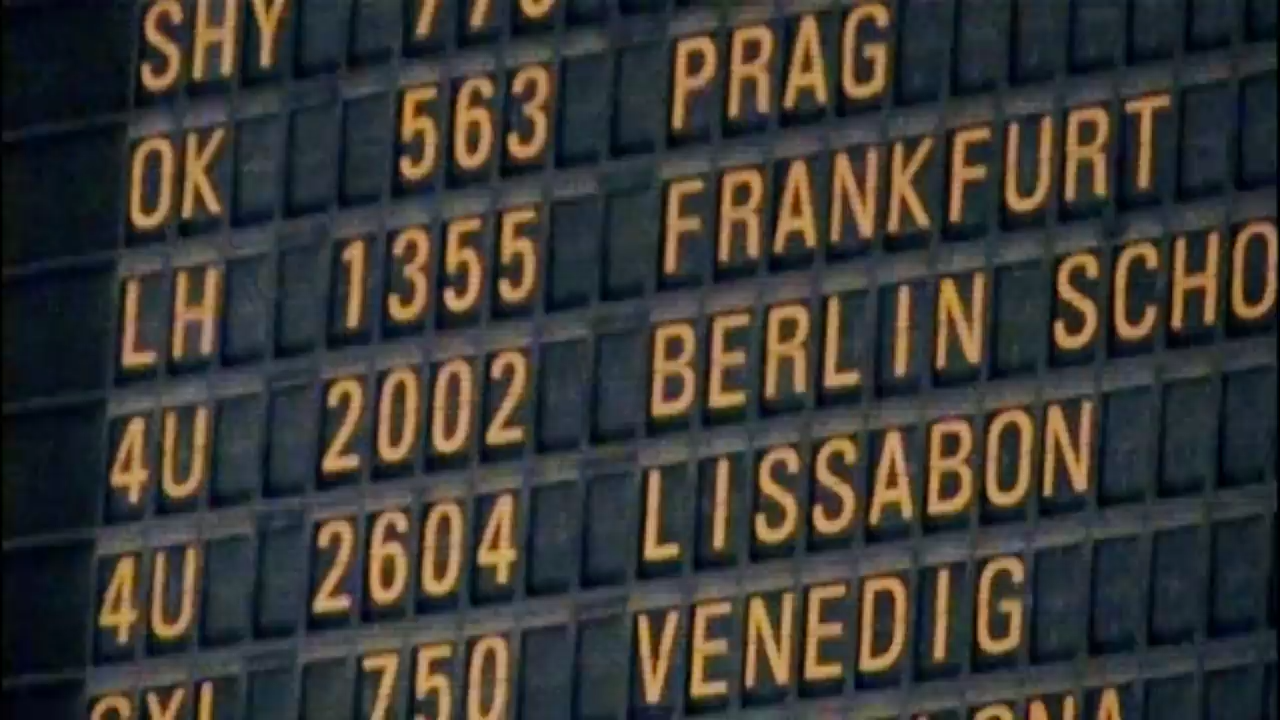 SHY
OK 563 PRAG
LH 1355 FRANKFURT
4U 2002 BERLIN SCHO
4U 2604 LISSABON
750 VENEDIG